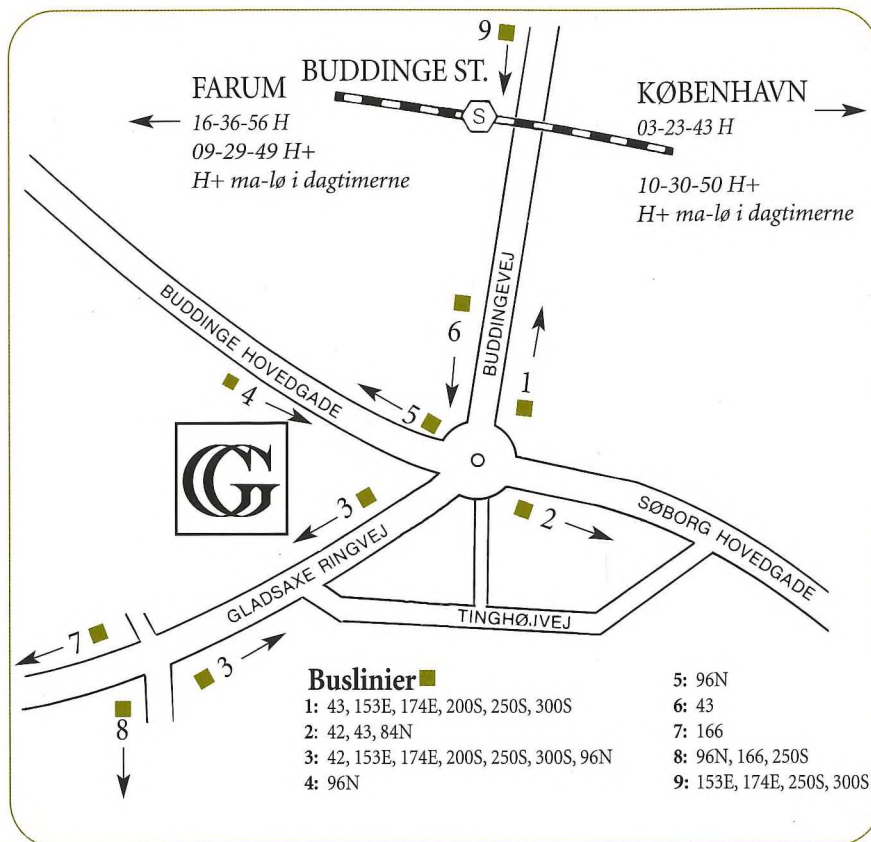 9
BUDDINGE ST.
FARUM
16-36-56 H
09-29-49 H+
H+ ma-lø i dagtimerne
S
KØBENHAVN
03-23-43 H
10-30-50 H+
H+ ma-lø i dagtimerne
BUDDINGEVEJ
6
1
BUDDINGE HOVEDGADE
4
5
GG
3
2
SØBORG HOVEDGADE
GLADSAXE RINGVEJ
TINGHØJVEJ
7
3
8
Buslinier
1: 43, 153E, 174E, 200S, 250S, 300S
2: 42, 43, 84N
3: 42, 153E, 174E, 200S, 250S, 300S, 96N
4: 96N
5: 96N
6: 43
7: 166
8: 96N, 166, 250S
9: 153E, 174E, 250S, 300S